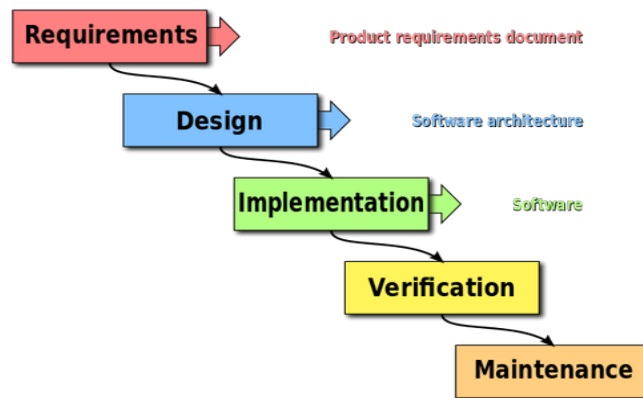 Requirements
Product requirements document
Design
Software architecture
Implementation
Software
Verification
Maintenance